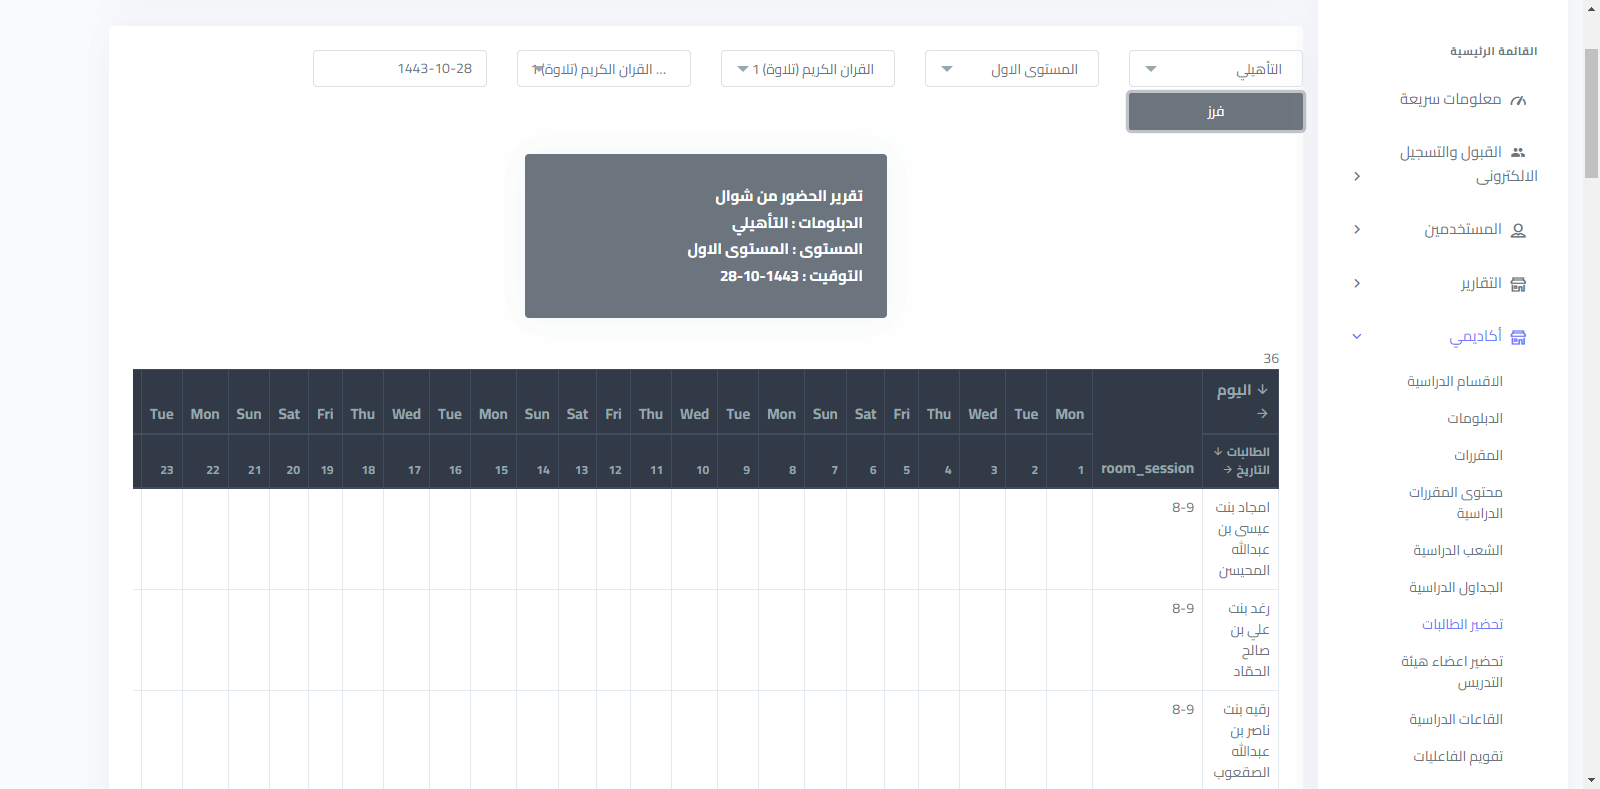 القائمة الرئيسية
معلومات سريعة
القبول والتسجيل
الالكترونى
المستخدمين
التقارير
أكاديمي
الاقسام الدراسية
الدبلومات
المقررات
محتوى المقررات
الدراسية
الشعب الدراسية
الجداول الدراسية
تحضير الطالبات
تحضير اعضاء هيئة
التدريس
القاعات الدراسية
تقويم الفاعليات
التأهيلي
المستوى الاول
القران الكريم (تلاوة) 1
القران الكريم (تلاوة) 1 ...
1443-10-28
فرز
تقرير الحضور من شوال
الدبلومات : التأهيلي
المستوى : المستوى الاول
التوقيت : 1443-10-28
36
↓ اليوم
→
room_session
Mon Tue Wed Thu Fri Sat Sun Mon Tue Wed Thu Fri Sat Sun Mon Tue Wed Thu Fri Sat Sun Mon Tue
الطالبات ↓
التاريخ →
1 2 3 4 5 6 7 8 9 10 11 12 13 14 15 16 17 18 19 20 21 22 23
امجاد بنت
عيسى بن
عبدالله
المحيسن
8-9
رغد بنت
علي بن
صالح
الحمّاد
8-9
رقيه بنت
ناصر بن
عبدالله
الصقعوب
8-9